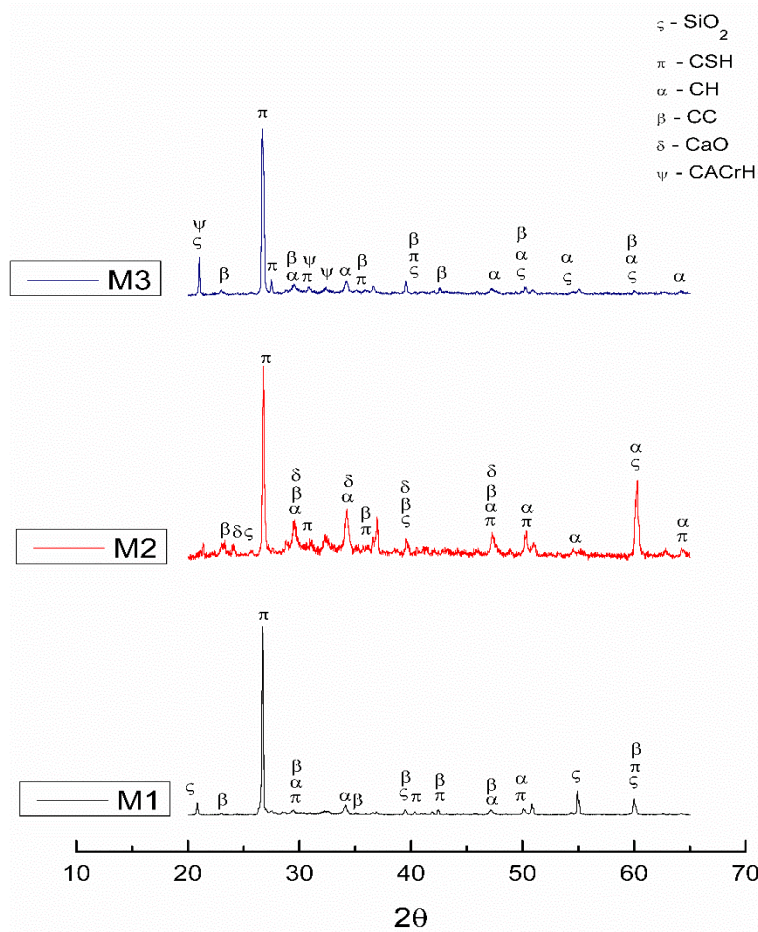 ς - SiO₂
π - CSH
α - CH
β - CC
δ - CaO
ψ - CACrH
M3
ψ
ς
β
π
π
β
α
ψ
π
ψ
α
β
π
β
π
ς
β
α
β
α
ς
α
ς
β
α
ς
α
M2
β
δ
ς
π
δ
β
α
π
δ
α
β
π
δ
β
ς
δ
β
α
π
α
π
α
α
ς
α
π
M1
ς
β
π
β
α
π
α
β
β
ς
π
β
π
β
α
α
π
ς
β
π
ς
10 20 30 40 50 60 70
2θ